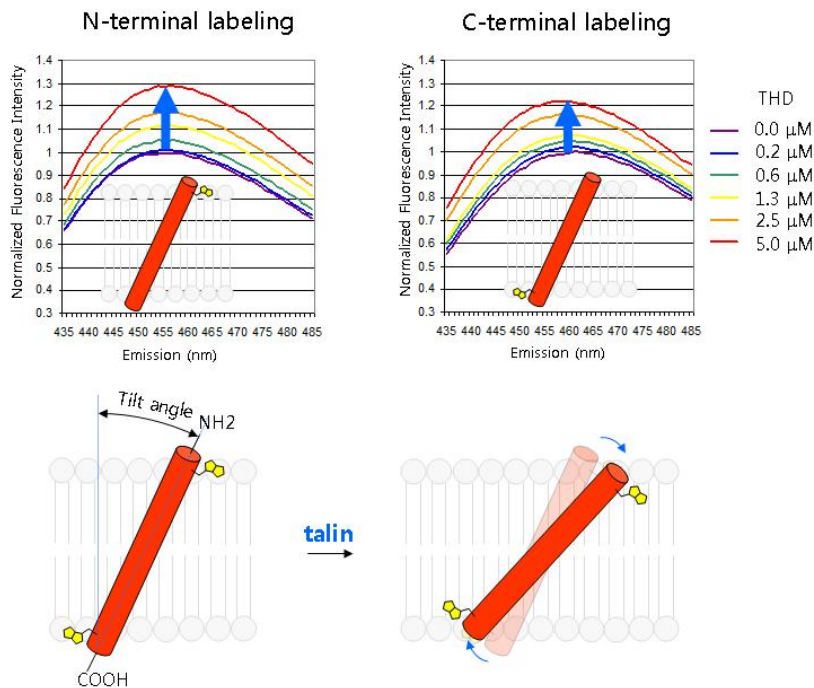 N-terminal labeling
Normalized Fluorescence Intensity
1.4
1.3
1.2
1.1
1
0.9
0.8
0.7
0.6
0.5
0.4
0.3
435 440 445 450 455 460 465 470 475 480 485
Emission (nm)
C-terminal labeling
Normalized Fluorescence Intensity
1.4
1.3
1.2
1.1
1
0.9
0.8
0.7
0.6
0.5
0.4
0.3
435 440 445 450 455 460 465 470 475 480 485
Emission (nm)
THD
0.0 μM
0.2 μM
0.6 μM
1.3 μM
2.5 μM
5.0 μM
Tilt angle
NH2
COOH
talin